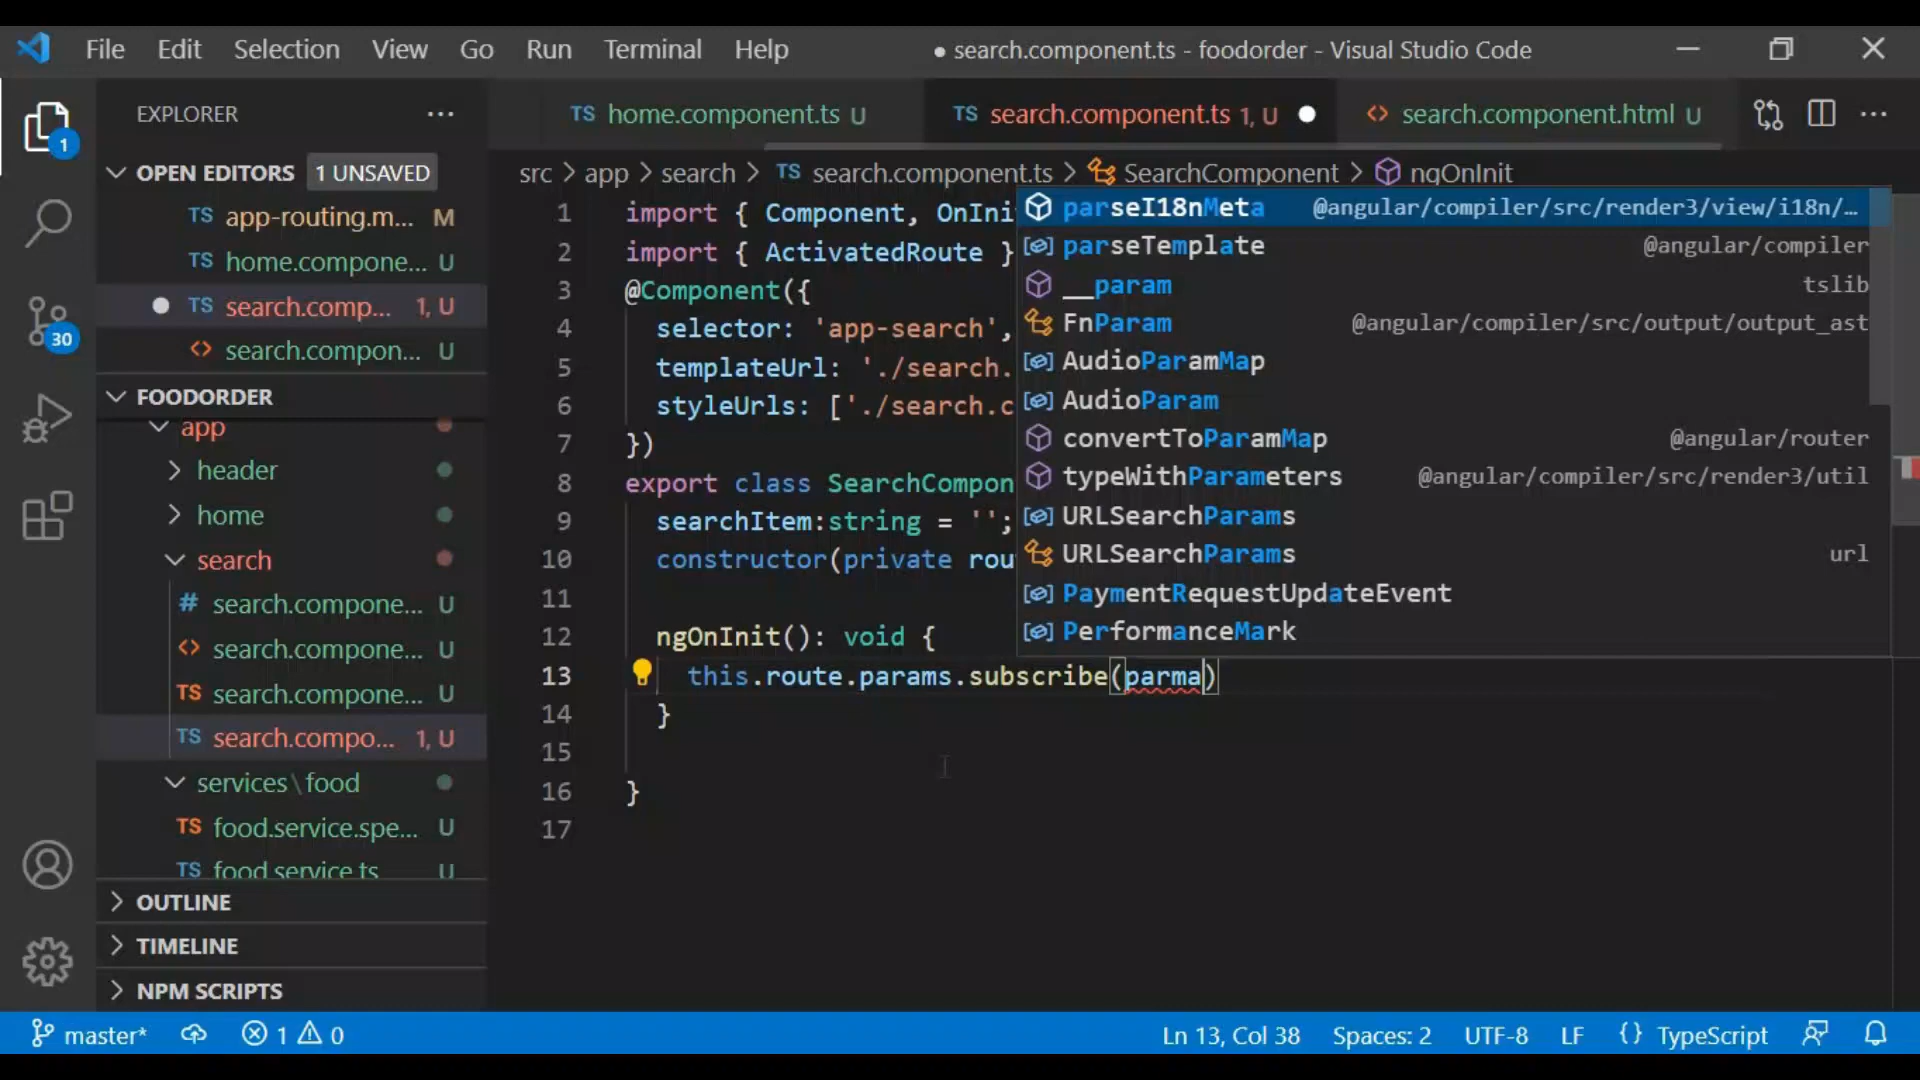 File Edit Selection View Go Run Terminal Help
● search.component.ts - foodorder - Visual Studio Code
EXPLORER
TS home.component.ts U
TS search.component.ts 1, U
<> search.component.html U
1
OPEN EDITORS 1 UNSAVED
TS app-routing.m... M
TS home.compone... U
TS search.comp... 1, U
<> search.compon... U
30
FOODORDER
app
header
home
search
# search.compone... U
<> search.compone... U
TS search.compone... U
TS search.compo... 1, U
services\food
TS food.service.spe... U
TS food.service.ts U
OUTLINE
TIMELINE
NPM SCRIPTS
src > app > search > TS search.component.ts > SearchComponent > ngOnInit
1 import { Component, OnIni
2 import { ActivatedRoute }
3 @Component({
4 selector: 'app-search',
5 templateUrl: './search.
6 styleUrls: ['./search.c
7 })
8 export class SearchCompon
9 searchItem:string = '';
10 constructor(private rou
11
12 ngOnInit(): void {
13 this.route.params.subscribe(parma)
14 }
15
16 }
17
parseI18nMeta @angular/compiler/src/render3/view/i18n/...
parseTemplate @angular/compiler
__param tslib
FnParam @angular/compiler/src/output/output_ast
AudioParamMap
AudioParam
convertToParamMap @angular/router
typeWithParameters @angular/compiler/src/render3/util
URLSearchParams
URLSearchParams url
PaymentRequestUpdateEvent
PerformanceMark
master* 1 0
Ln 13, Col 38 Spaces: 2 UTF-8 LF {} TypeScript